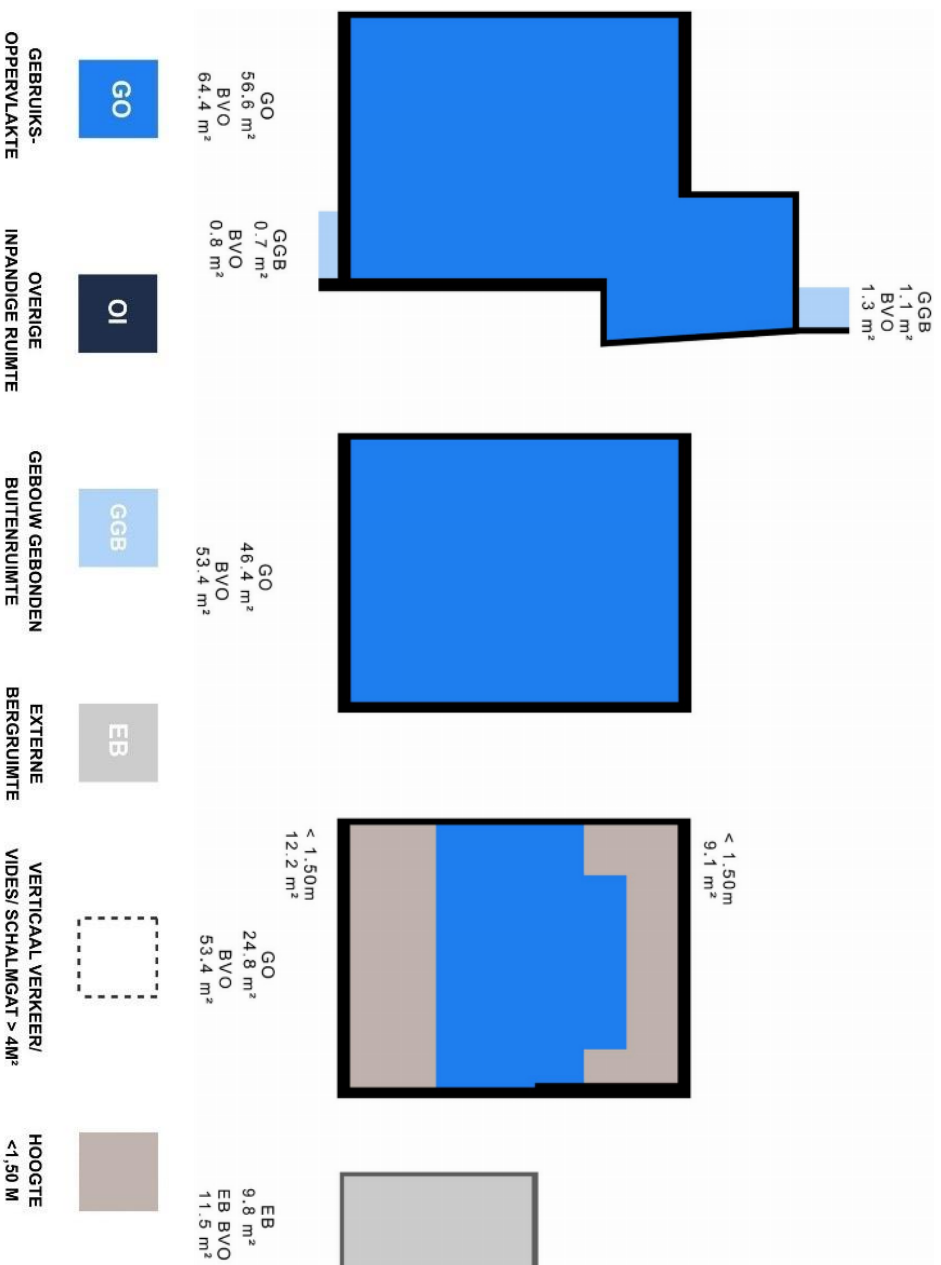 GGB
1.1 m²
BVO
1.3 m²
GO
56.6 m²
BVO
64.4 m²
GGB
0.7 m²
BVO
0.8 m²
GO
46.4 m²
BVO
53.4 m²
< 1.50m
9.1 m²
< 1.50m
12.2 m²
GO
24.8 m²
BVO
53.4 m²
EB
9.8 m²
EB BVO
11.5 m²
GO
GEBRUIKS-
OPPERVLAKTE
OI
OVERIGE
INPANDIGE RUIMTE
GGB
GEBOUW GEBONDEN
BUITENRUIMTE
EB
EXTERNE
BERGRUIMTE
VERTICAAL VERKEER/
VIDES/ SCHALMGAT > 4M²
HOOGTE
<1,50 M